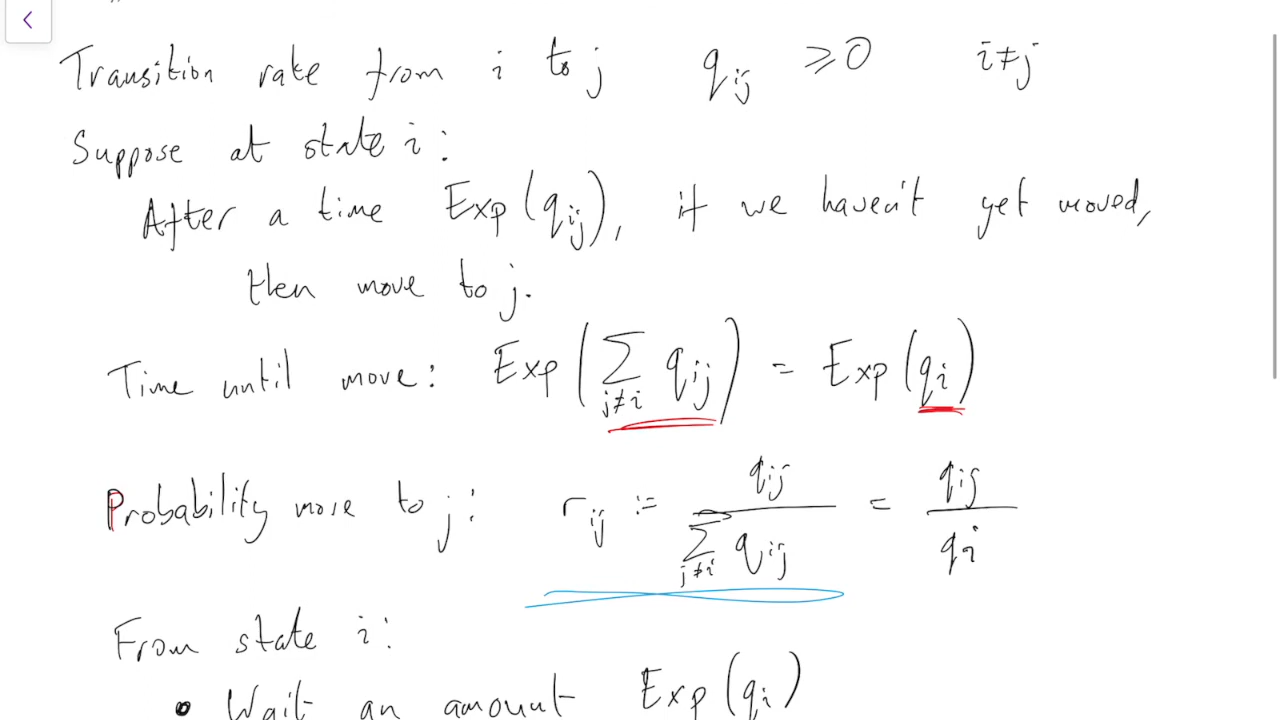 Transition rate from i to j q_ij ⩾0 i≠j
Suppose at state i:
After a time Exp(q_ij), if we haven't yet moved,
then move to j.
Time until move: Exp(∑_{j≠i} q_ij) = Exp(q_i)
Probability move to j: r_ij := q_ij / ∑_{j≠i} q_ij = q_ij / q_i
From state i:
• Wait an amount Exp(q_i)